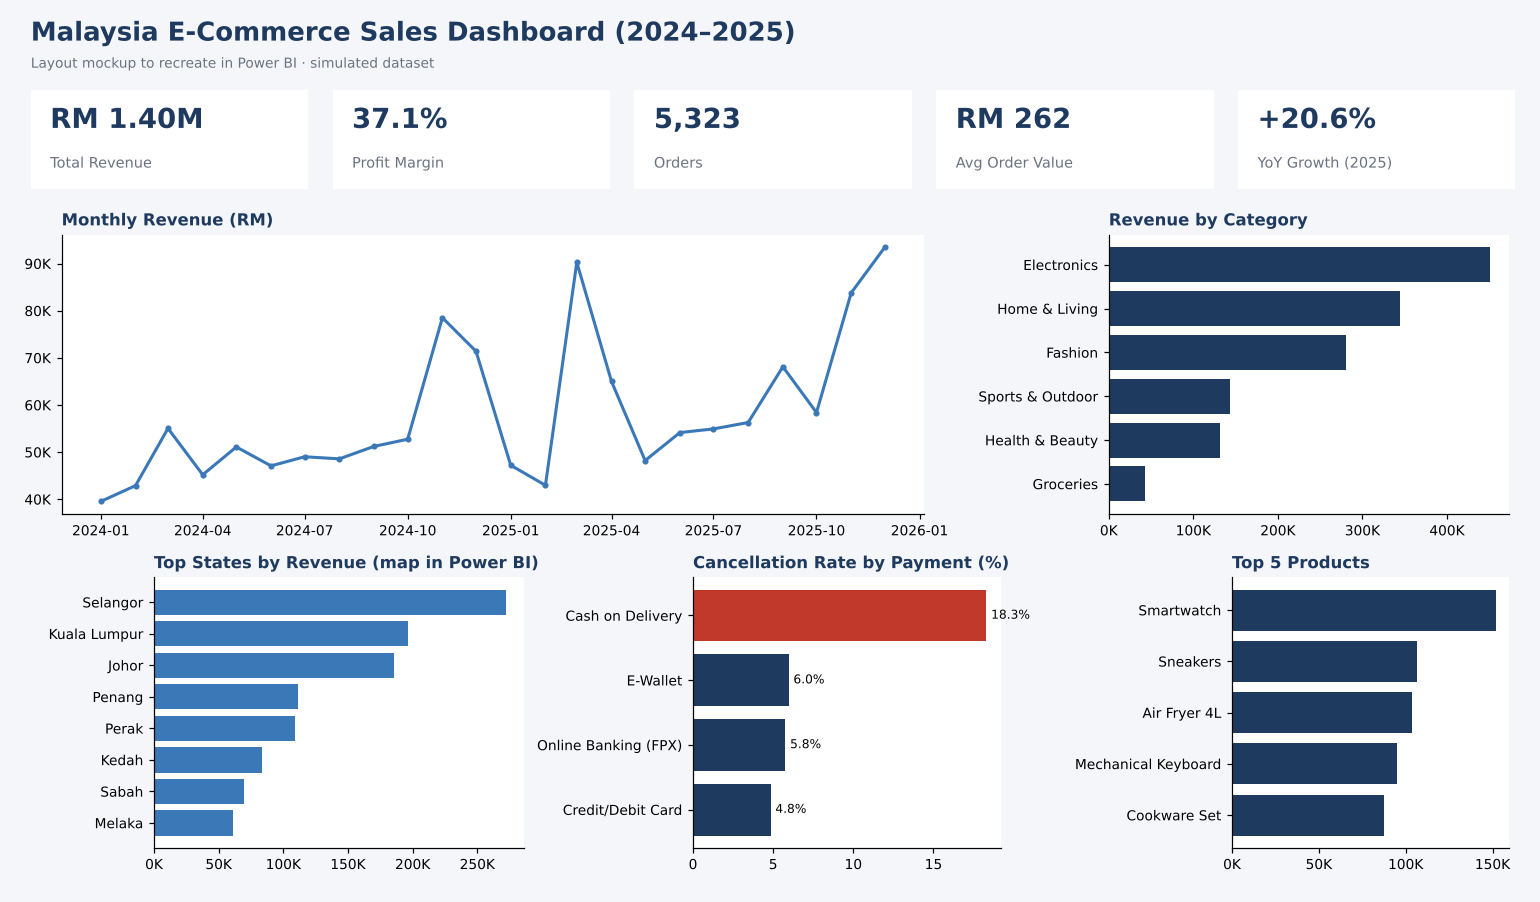 Malaysia E-Commerce Sales Dashboard (2024–2025)
Layout mockup to recreate in Power BI · simulated dataset
RM 1.40M
Total Revenue
37.1%
Profit Margin
5,323
Orders
RM 262
Avg Order Value
+20.6%
YoY Growth (2025)
Monthly Revenue (RM)
90K
80K
70K
60K
50K
40K
2024-01 2024-04 2024-07 2024-10 2025-01 2025-04 2025-07 2025-10 2026-01
Revenue by Category
Electronics
Home & Living
Fashion
Sports & Outdoor
Health & Beauty
Groceries
0K 100K 200K 300K 400K
Top States by Revenue (map in Power BI)
Selangor
Kuala Lumpur
Johor
Penang
Perak
Kedah
Sabah
Melaka
0K 50K 100K 150K 200K 250K
Cancellation Rate by Payment (%)
Cash on Delivery 18.3%
E-Wallet 6.0%
Online Banking (FPX) 5.8%
Credit/Debit Card 4.8%
0 5 10 15
Top 5 Products
Smartwatch
Sneakers
Air Fryer 4L
Mechanical Keyboard
Cookware Set
0K 50K 100K 150K